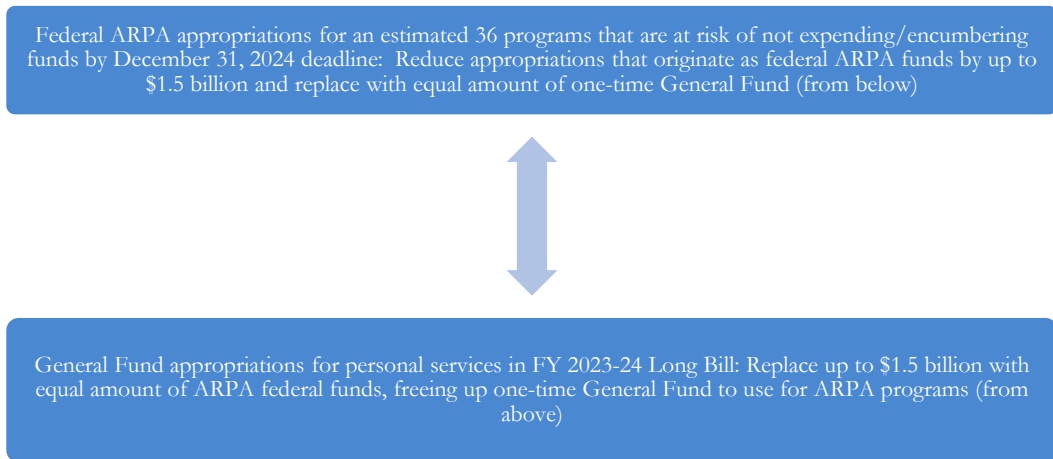 Federal ARPA appropriations for an estimated 36 programs that are at risk of not expending/encumbering
funds by December 31, 2024 deadline:  Reduce appropriations that originate as federal ARPA funds by up to
$1.5 billion and replace with equal amount of one-time General Fund (from below)
General Fund appropriations for personal services in FY 2023-24 Long Bill: Replace up to $1.5 billion with
equal amount of ARPA federal funds, freeing up one-time General Fund to use for ARPA programs (from
above)